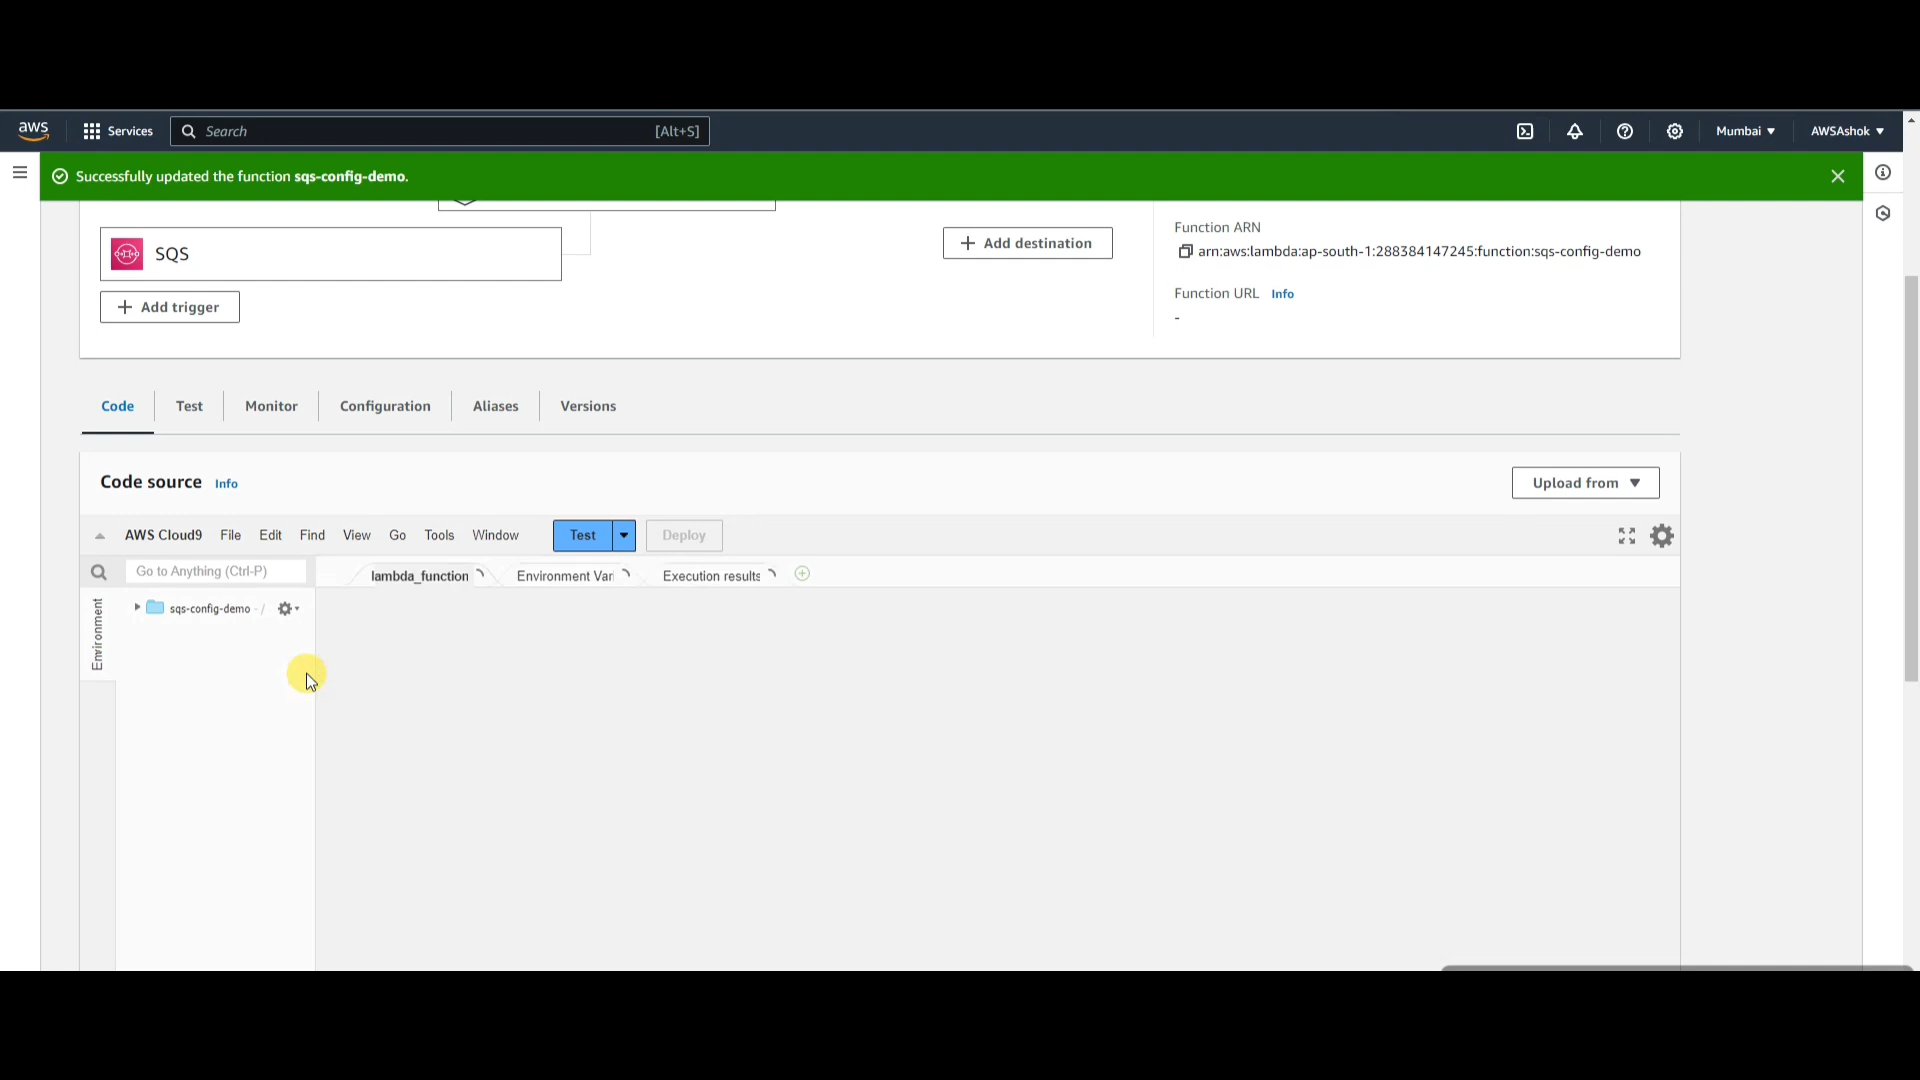 aws
Services
Search
[Alt+S]
Mumbai ▼
AWSAshok ▼
Successfully updated the function sqs-config-demo.
SQS
Add trigger
Add destination
Function ARN
arn:aws:lambda:ap-south-1:288384147245:function:sqs-config-demo
Function URL Info
-
Code
Test
Monitor
Configuration
Aliases
Versions
Code source Info
Upload from ▼
AWS Cloud9
File
Edit
Find
View
Go
Tools
Window
Test
Deploy
Go to Anything (Ctrl-P)
lambda_function
Environment Vari
Execution results
Environment
sqs-config-demo - /